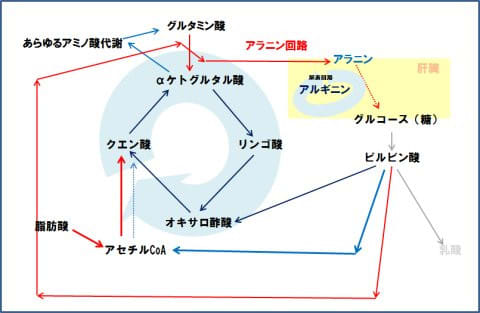 グルタミン酸
あらゆるアミノ酸代謝
アラニン回路
アラニン
肝臓
尿素回路
アルギニン
αケトグルタル酸
グルコース（糖）
クエン酸
リンゴ酸
ピルビン酸
オキサロ酢酸
脂肪酸
アセチルCoA
乳酸